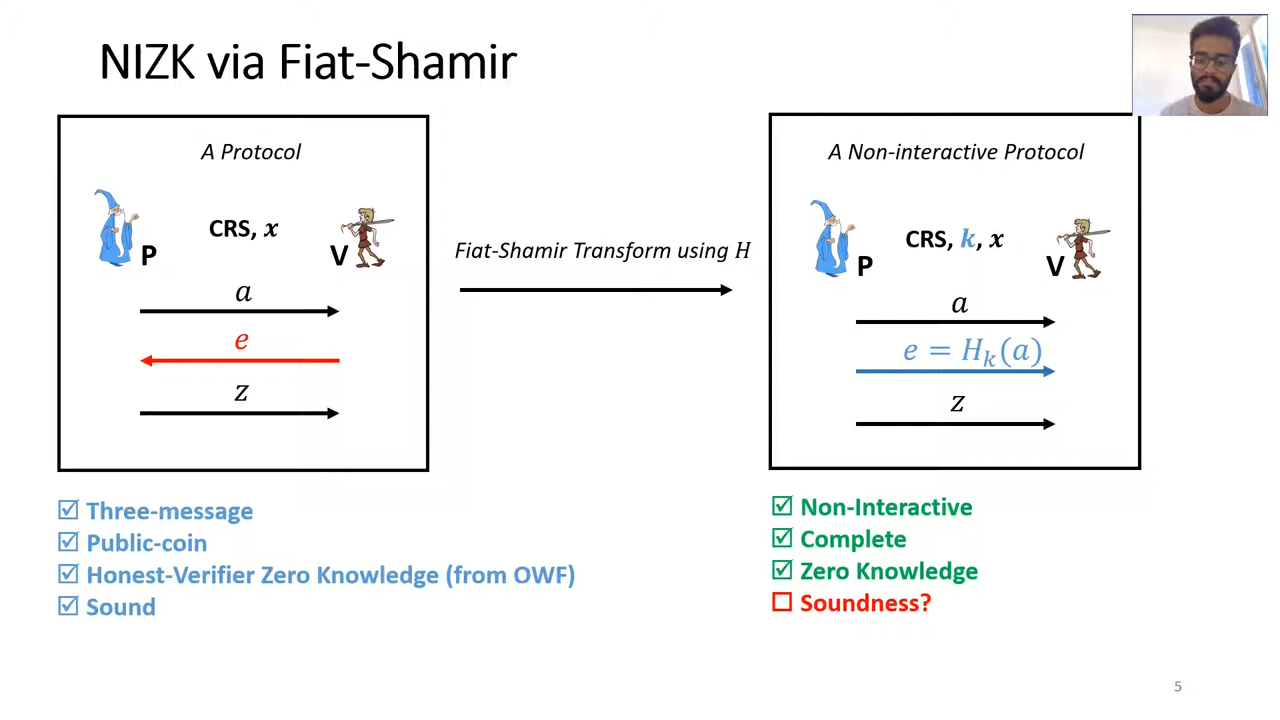 NIZK via Fiat-Shamir
A Protocol
CRS, x
P
V
a
e
z
Fiat-Shamir Transform using H
A Non-interactive Protocol
CRS, k, x
P
V
a
e = H_k(a)
z
☑ Three-message
☑ Public-coin
☑ Honest-Verifier Zero Knowledge (from OWF)
☑ Sound
☑ Non-Interactive
☑ Complete
☑ Zero Knowledge
☐ Soundness?
5